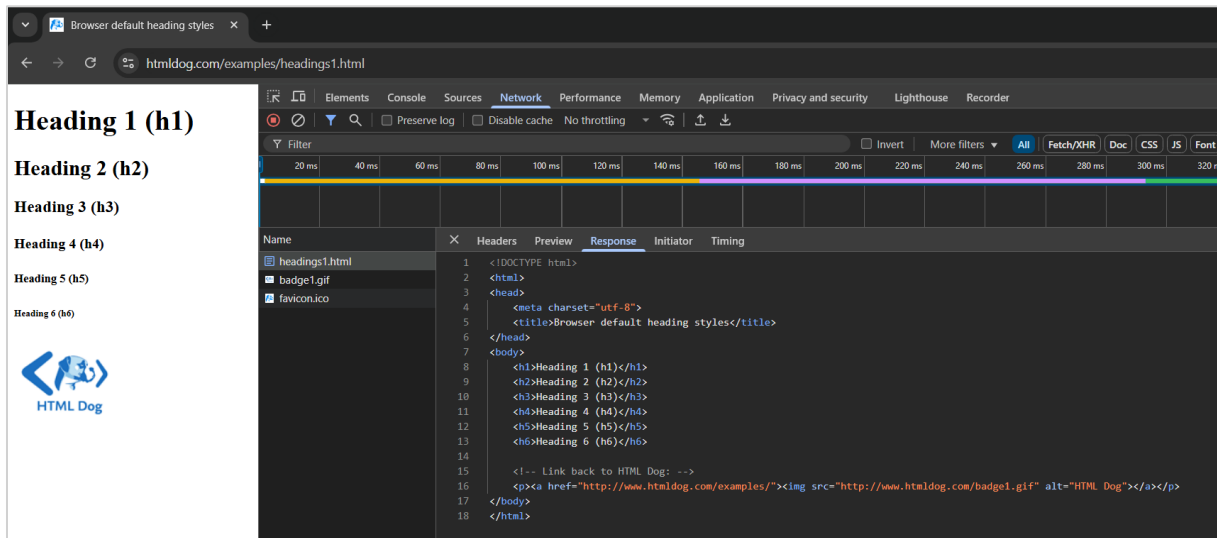 Browser default heading styles
htmldog.com/examples/headings1.html
Heading 1 (h1)
Heading 2 (h2)
Heading 3 (h3)
Heading 4 (h4)
Heading 5 (h5)
Heading 6 (h6)
HTML Dog
Elements Console Sources Network Performance Memory Application Privacy and security Lighthouse Recorder
Preserve log Disable cache No throttling
Filter Invert More filters All Fetch/XHR Doc CSS JS Font
20 ms 40 ms 60 ms 80 ms 100 ms 120 ms 140 ms 160 ms 180 ms 200 ms 220 ms 240 ms 260 ms 280 ms 300 ms 320 m
Name
headings1.html
badge1.gif
favicon.ico
Headers Preview Response Initiator Timing
1 <!DOCTYPE html>
2 <html>
3 <head>
4 <meta charset="utf-8">
5 <title>Browser default heading styles</title>
6 </head>
7 <body>
8 <h1>Heading 1 (h1)</h1>
9 <h2>Heading 2 (h2)</h2>
10 <h3>Heading 3 (h3)</h3>
11 <h4>Heading 4 (h4)</h4>
12 <h5>Heading 5 (h5)</h5>
13 <h6>Heading 6 (h6)</h6>
14
15 <!-- Link back to HTML Dog: -->
16 <p><a href="http://www.htmldog.com/examples/"><img src="http://www.htmldog.com/badge1.gif" alt="HTML Dog"></a></p>
17 </body>
18 </html>